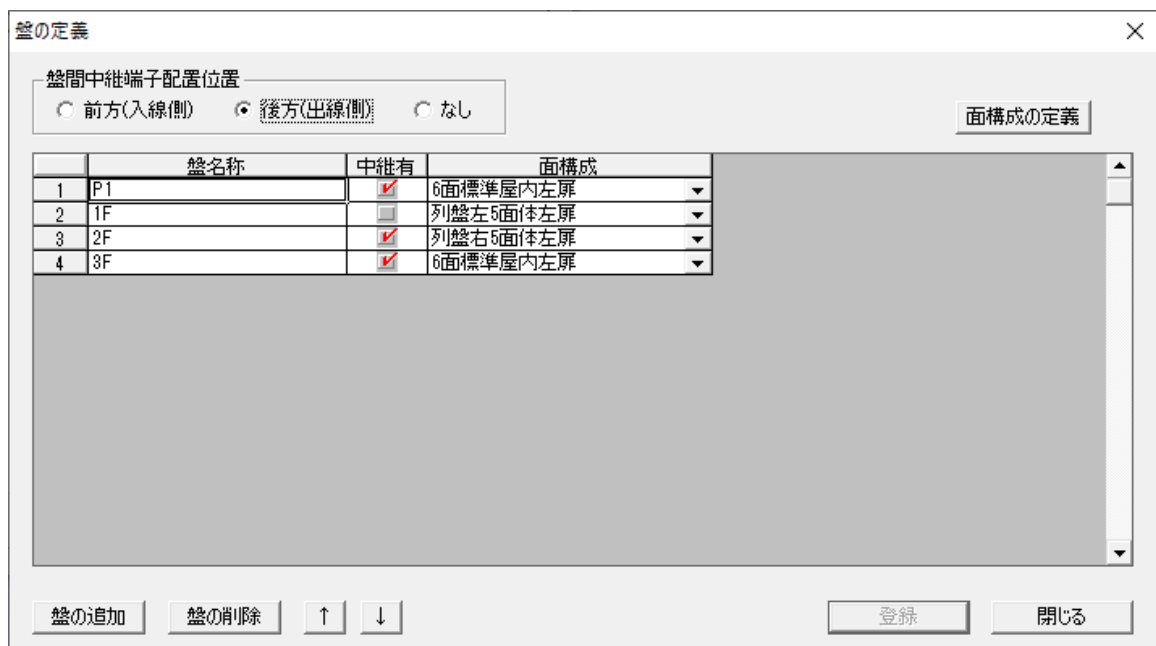 盤の定義
盤間中継端子配置位置
前方(入線側) 後方(出線側) なし
面構成の定義
盤名称 中継有 面構成
1 P1 6面標準屋内左扉
2 1F 列盤左5面体左扉
3 2F 列盤右5面体左扉
4 3F 6面標準屋内左扉
盤の追加 盤の削除 ↑ ↓ 登録 閉じる